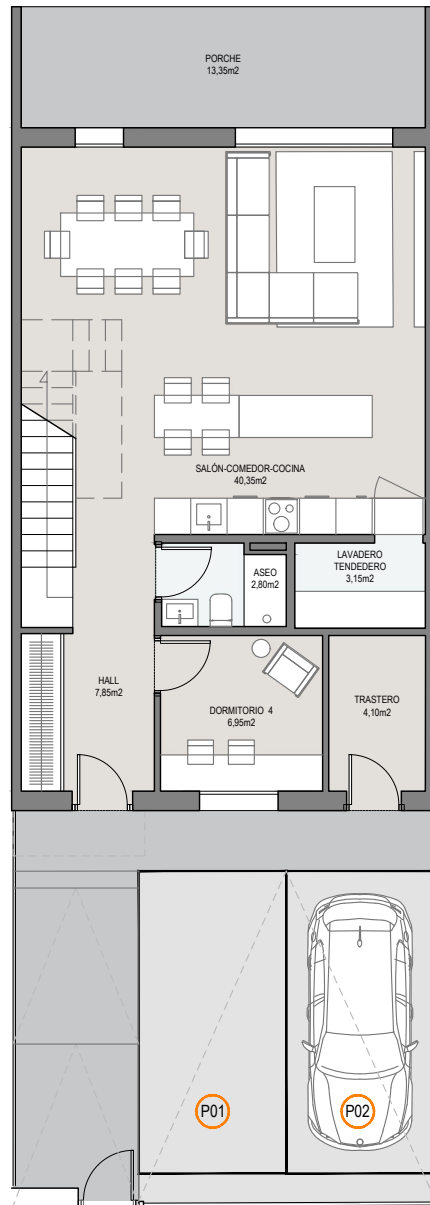 PORCHE
13,35m2
SALÓN-COMEDOR-COCINA
40,35m2
LAVADERO
TENDEDERO
3,15m2
ASEO
2,80m2
HALL
7,85m2
DORMITORIO 4
6,95m2
TRASTERO
4,10m2
P01
P02